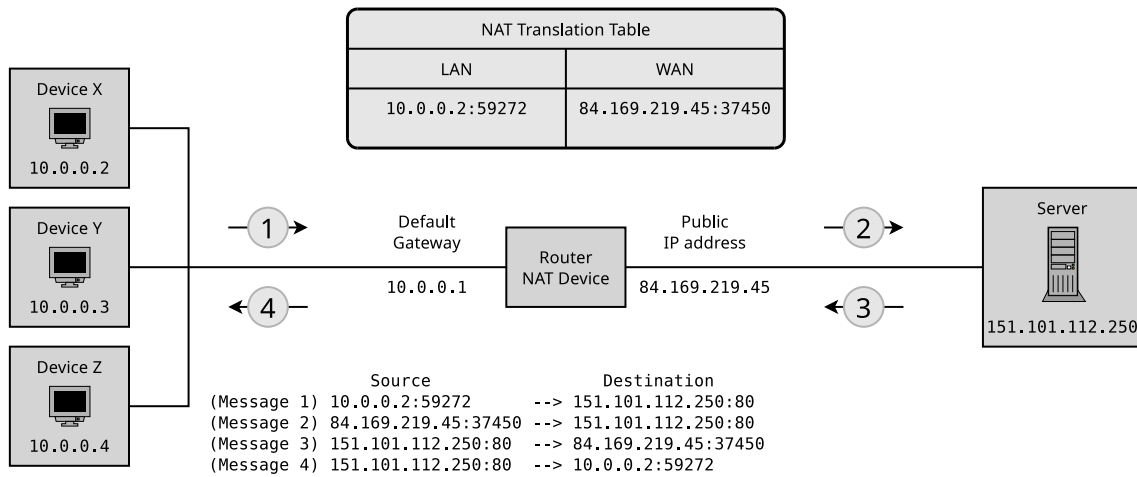 NAT Translation Table
LAN WAN
10.0.0.2:59272 84.169.219.45:37450
Device X
10.0.0.2
Device Y
10.0.0.3
Device Z
10.0.0.4
1
4
Default
Gateway
10.0.0.1
Router
NAT Device
Public
IP address
84.169.219.45
2
3
Server
151.101.112.250
Source Destination
(Message 1) 10.0.0.2:59272 --> 151.101.112.250:80
(Message 2) 84.169.219.45:37450 --> 151.101.112.250:80
(Message 3) 151.101.112.250:80 --> 84.169.219.45:37450
(Message 4) 151.101.112.250:80 --> 10.0.0.2:59272